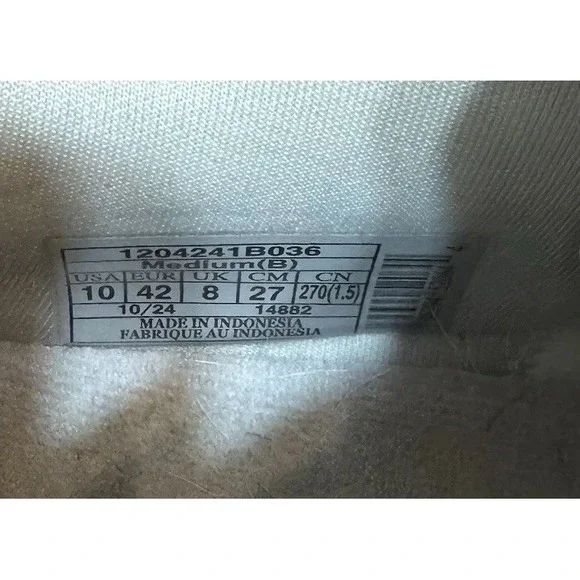 1204241B036
Medium(B)
USA EUR UK CM CN
10 42 8 27 270(1.5)
10/24 14882
MADE IN INDONESIA
FABRIQUE AU INDONESIA